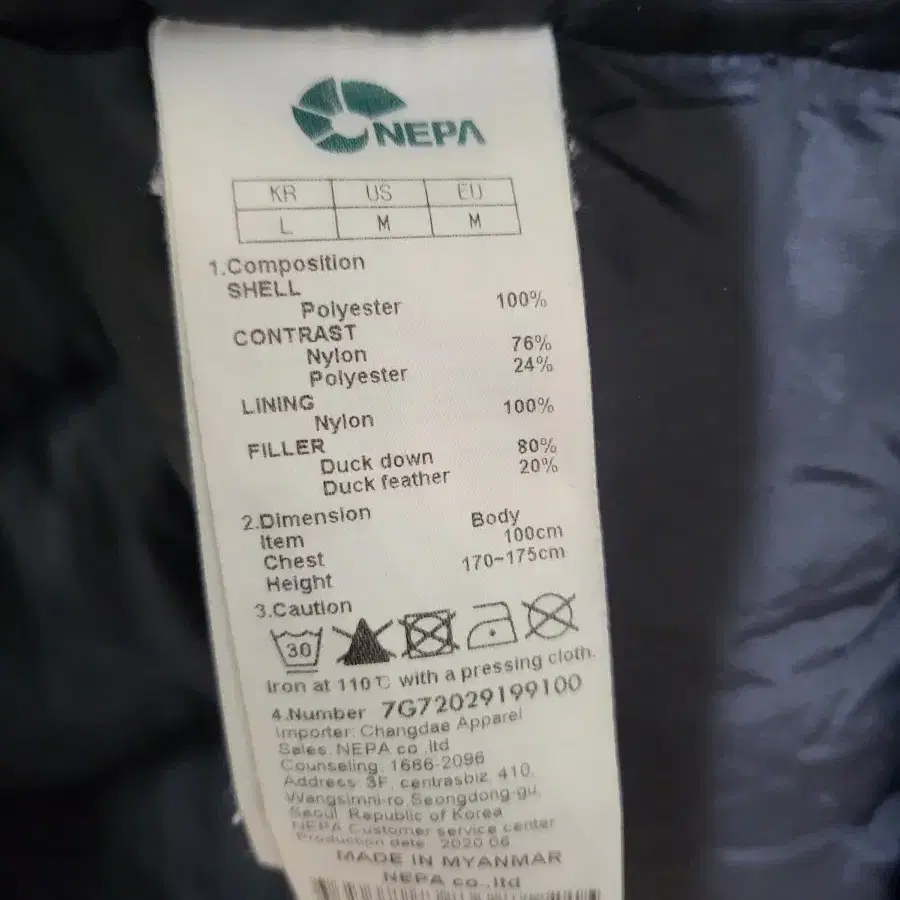 NEPA
KR US EU
L M M
1.Composition
SHELL
Polyester 100%
CONTRAST
Nylon 76%
Polyester 24%
LINING
Nylon 100%
FILLER
Duck down 80%
Duck feather 20%
2.Dimension
Item Body
Chest 100cm
Height 170~175cm
3.Caution
30
Iron at 110℃ with a pressing cloth.
4.Number 7G72029199100
Importer: Changdae Apparel
Sales: NEPA co.,ltd
Counseling: 1666-2096
Address: 3F, centrasbiz, 410,
Wangsimni-ro, Seongdong-gu,
Seoul, Republic of Korea
NEPA Customer service center
Production date 2020.06
MADE IN MYANMAR
NEPA co.,ltd